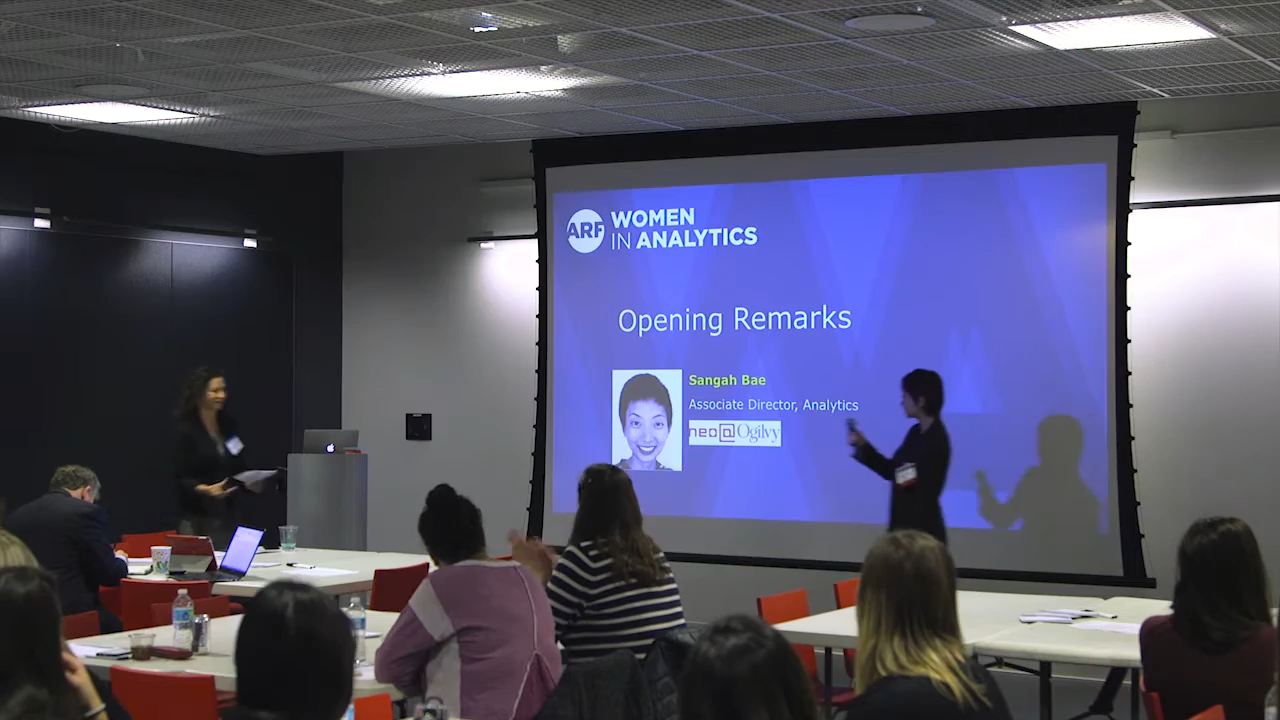 ARF WOMEN
IN ANALYTICS
Opening Remarks
Sangah Bae
Associate Director, Analytics
neo@Ogilvy